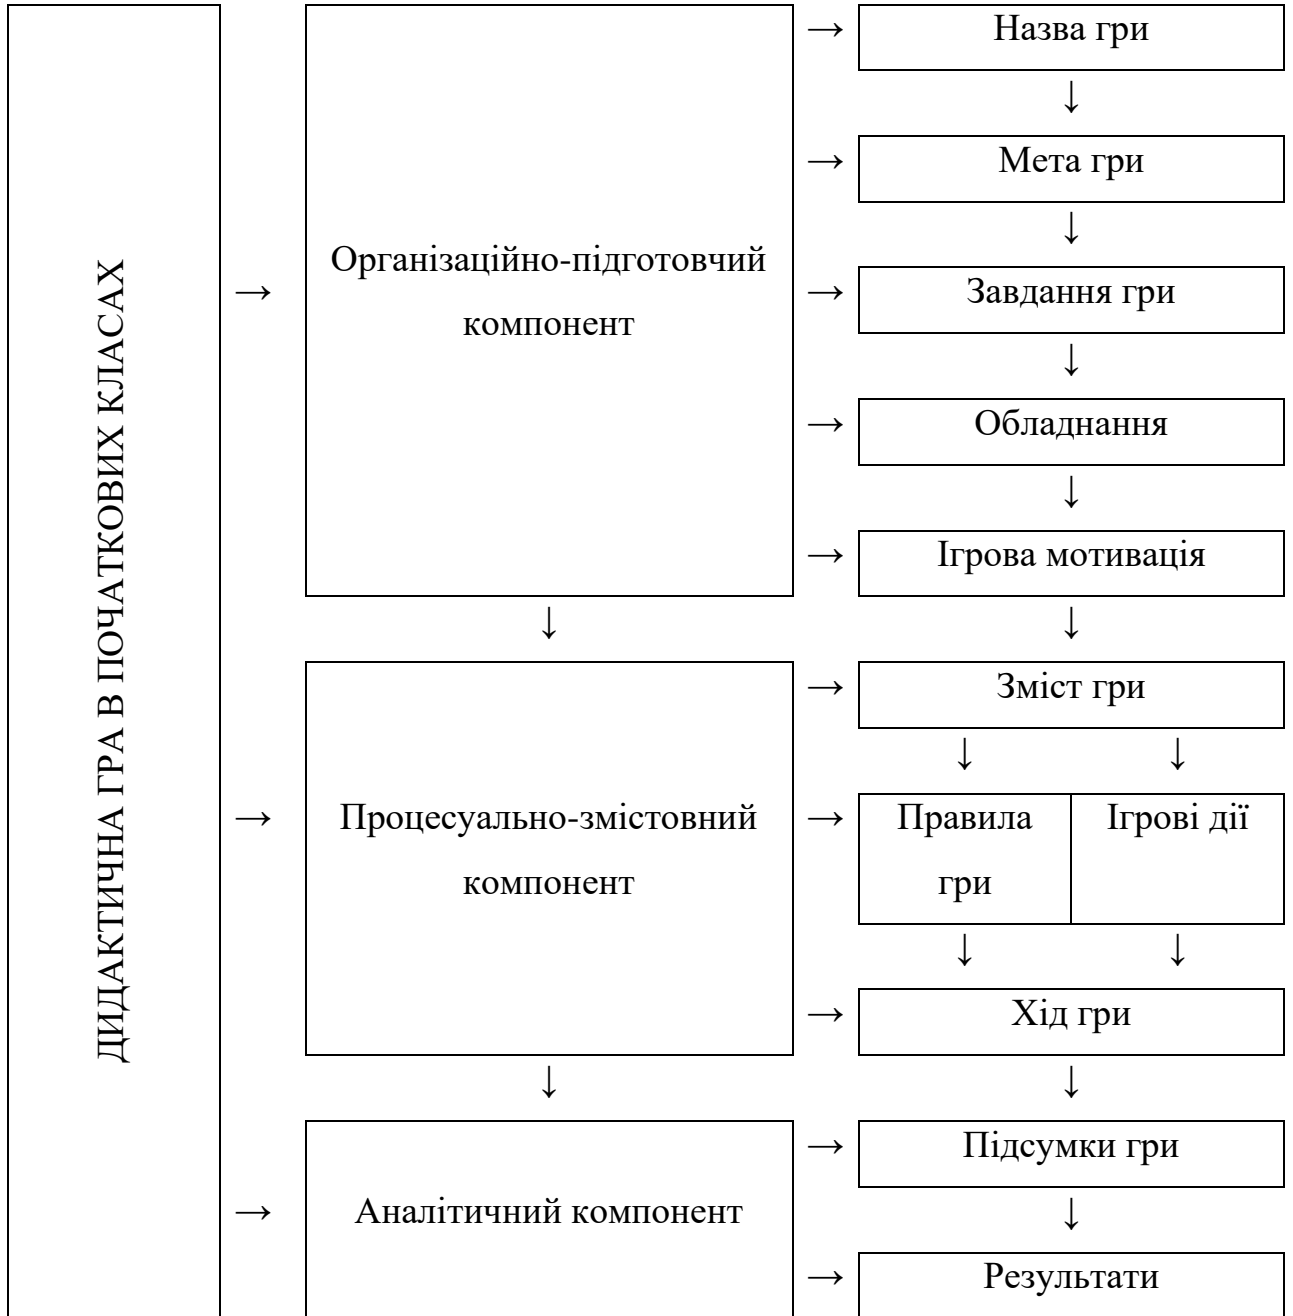 ДИДАКТИЧНА ГРА В ПОЧАТКОВИХ КЛАСАХ
Організаційно-підготовчий
компонент
→ Назва гри
↓
→ Мета гри
↓
→ → Завдання гри
↓
→ Обладнання
↓
→ Ігрова мотивація
↓ ↓
Процесуально-змістовний
компонент
→ Зміст гри
↓ ↓
→ → Правила
гри
Ігрові дії
↓ ↓
→ Хід гри
↓ ↓
Аналітичний компонент
→ Підсумки гри
→ ↓
→ Результати